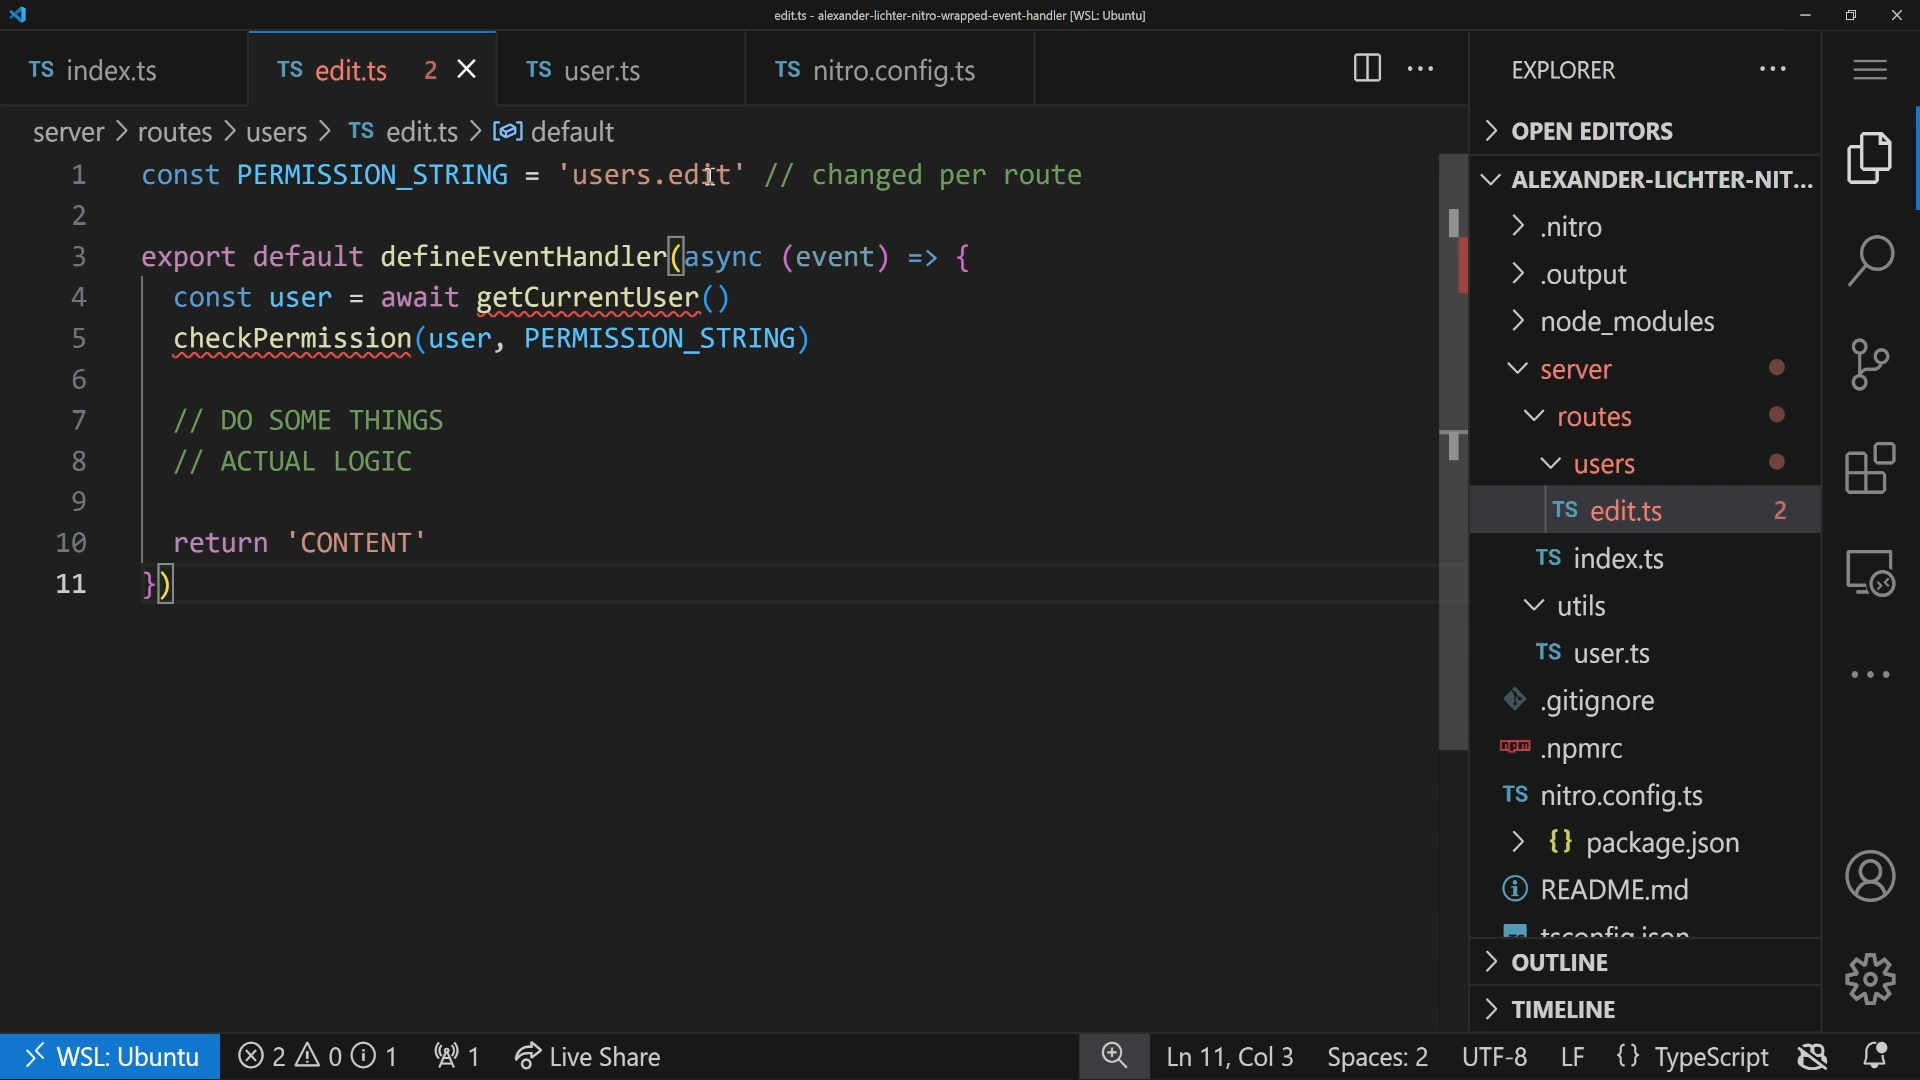 edit.ts - alexander-lichter-nitro-wrapped-event-handler [WSL: Ubuntu]
TS index.ts
TS edit.ts 2
TS user.ts
TS nitro.config.ts
server > routes > users > TS edit.ts > default
1 const PERMISSION_STRING = 'users.edit' // changed per route
2
3 export default defineEventHandler(async (event) => {
4 const user = await getCurrentUser()
5 checkPermission(user, PERMISSION_STRING)
6
7 // DO SOME THINGS
8 // ACTUAL LOGIC
9
10 return 'CONTENT'
11 })
EXPLORER
OPEN EDITORS
ALEXANDER-LICHTER-NIT...
.nitro
.output
node_modules
server
routes
users
TS edit.ts 2
TS index.ts
utils
TS user.ts
.gitignore
.npmrc
TS nitro.config.ts
{} package.json
README.md
tsconfig.json
OUTLINE
TIMELINE
WSL: Ubuntu
2 0 1
1
Live Share
Ln 11, Col 3
Spaces: 2
UTF-8
LF
{} TypeScript